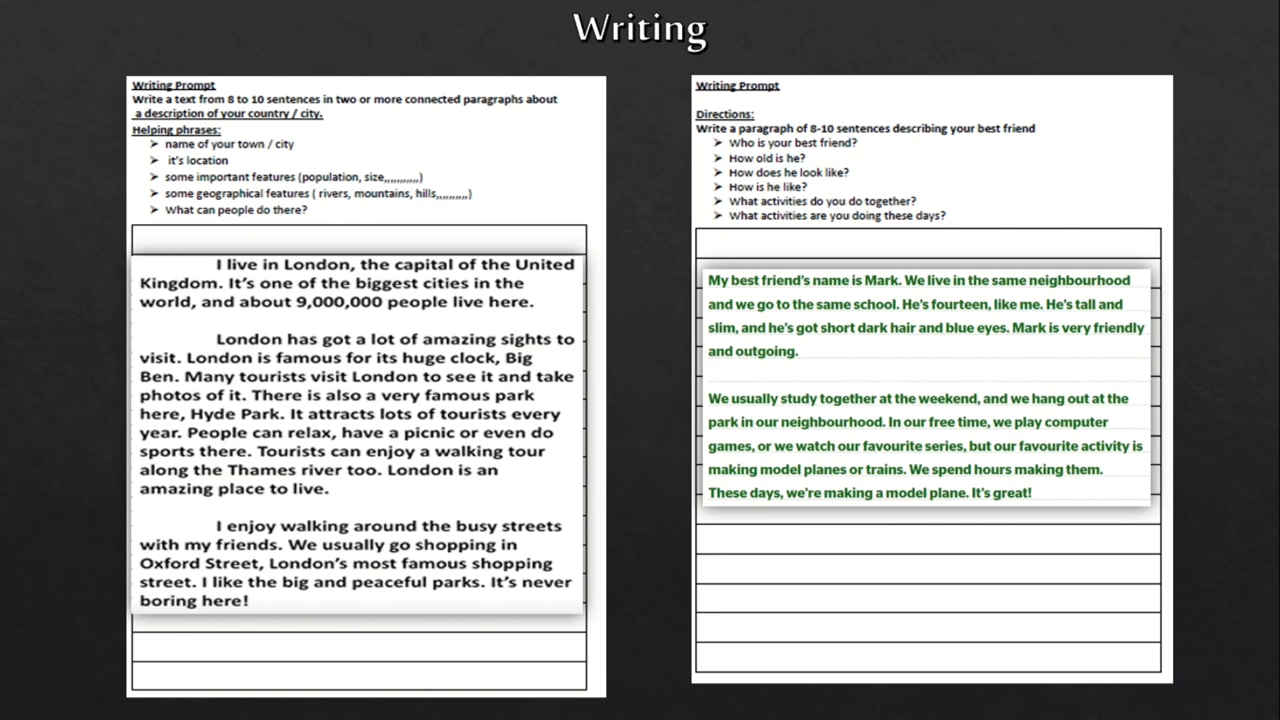 Writing
Writing Prompt
Write a text from 8 to 10 sentences in two or more connected paragraphs about
a description of your country / city.
Helping phrases:
➤ name of your town / city
➤ it's location
➤ some important features (population, size,,,,,,,,,,,)
➤ some geographical features ( rivers, mountains, hills,,,,,,,,,,)
➤ What can people do there?
I live in London, the capital of the United
Kingdom. It's one of the biggest cities in the
world, and about 9,000,000 people live here.
London has got a lot of amazing sights to
visit. London is famous for its huge clock, Big
Ben. Many tourists visit London to see it and take
photos of it. There is also a very famous park
here, Hyde Park. It attracts lots of tourists every
year. People can relax, have a picnic or even do
sports there. Tourists can enjoy a walking tour
along the Thames river too. London is an
amazing place to live.
I enjoy walking around the busy streets
with my friends. We usually go shopping in
Oxford Street, London's most famous shopping
street. I like the big and peaceful parks. It's never
boring here!
Writing Prompt
Directions:
Write a paragraph of 8-10 sentences describing your best friend
➤ Who is your best friend?
➤ How old is he?
➤ How does he look like?
➤ How is he like?
➤ What activities do you do together?
➤ What activities are you doing these days?
My best friend's name is Mark. We live in the same neighbourhood
and we go to the same school. He's fourteen, like me. He's tall and
slim, and he's got short dark hair and blue eyes. Mark is very friendly
and outgoing.
We usually study together at the weekend, and we hang out at the
park in our neighbourhood. In our free time, we play computer
games, or we watch our favourite series, but our favourite activity is
making model planes or trains. We spend hours making them.
These days, we're making a model plane. It's great!